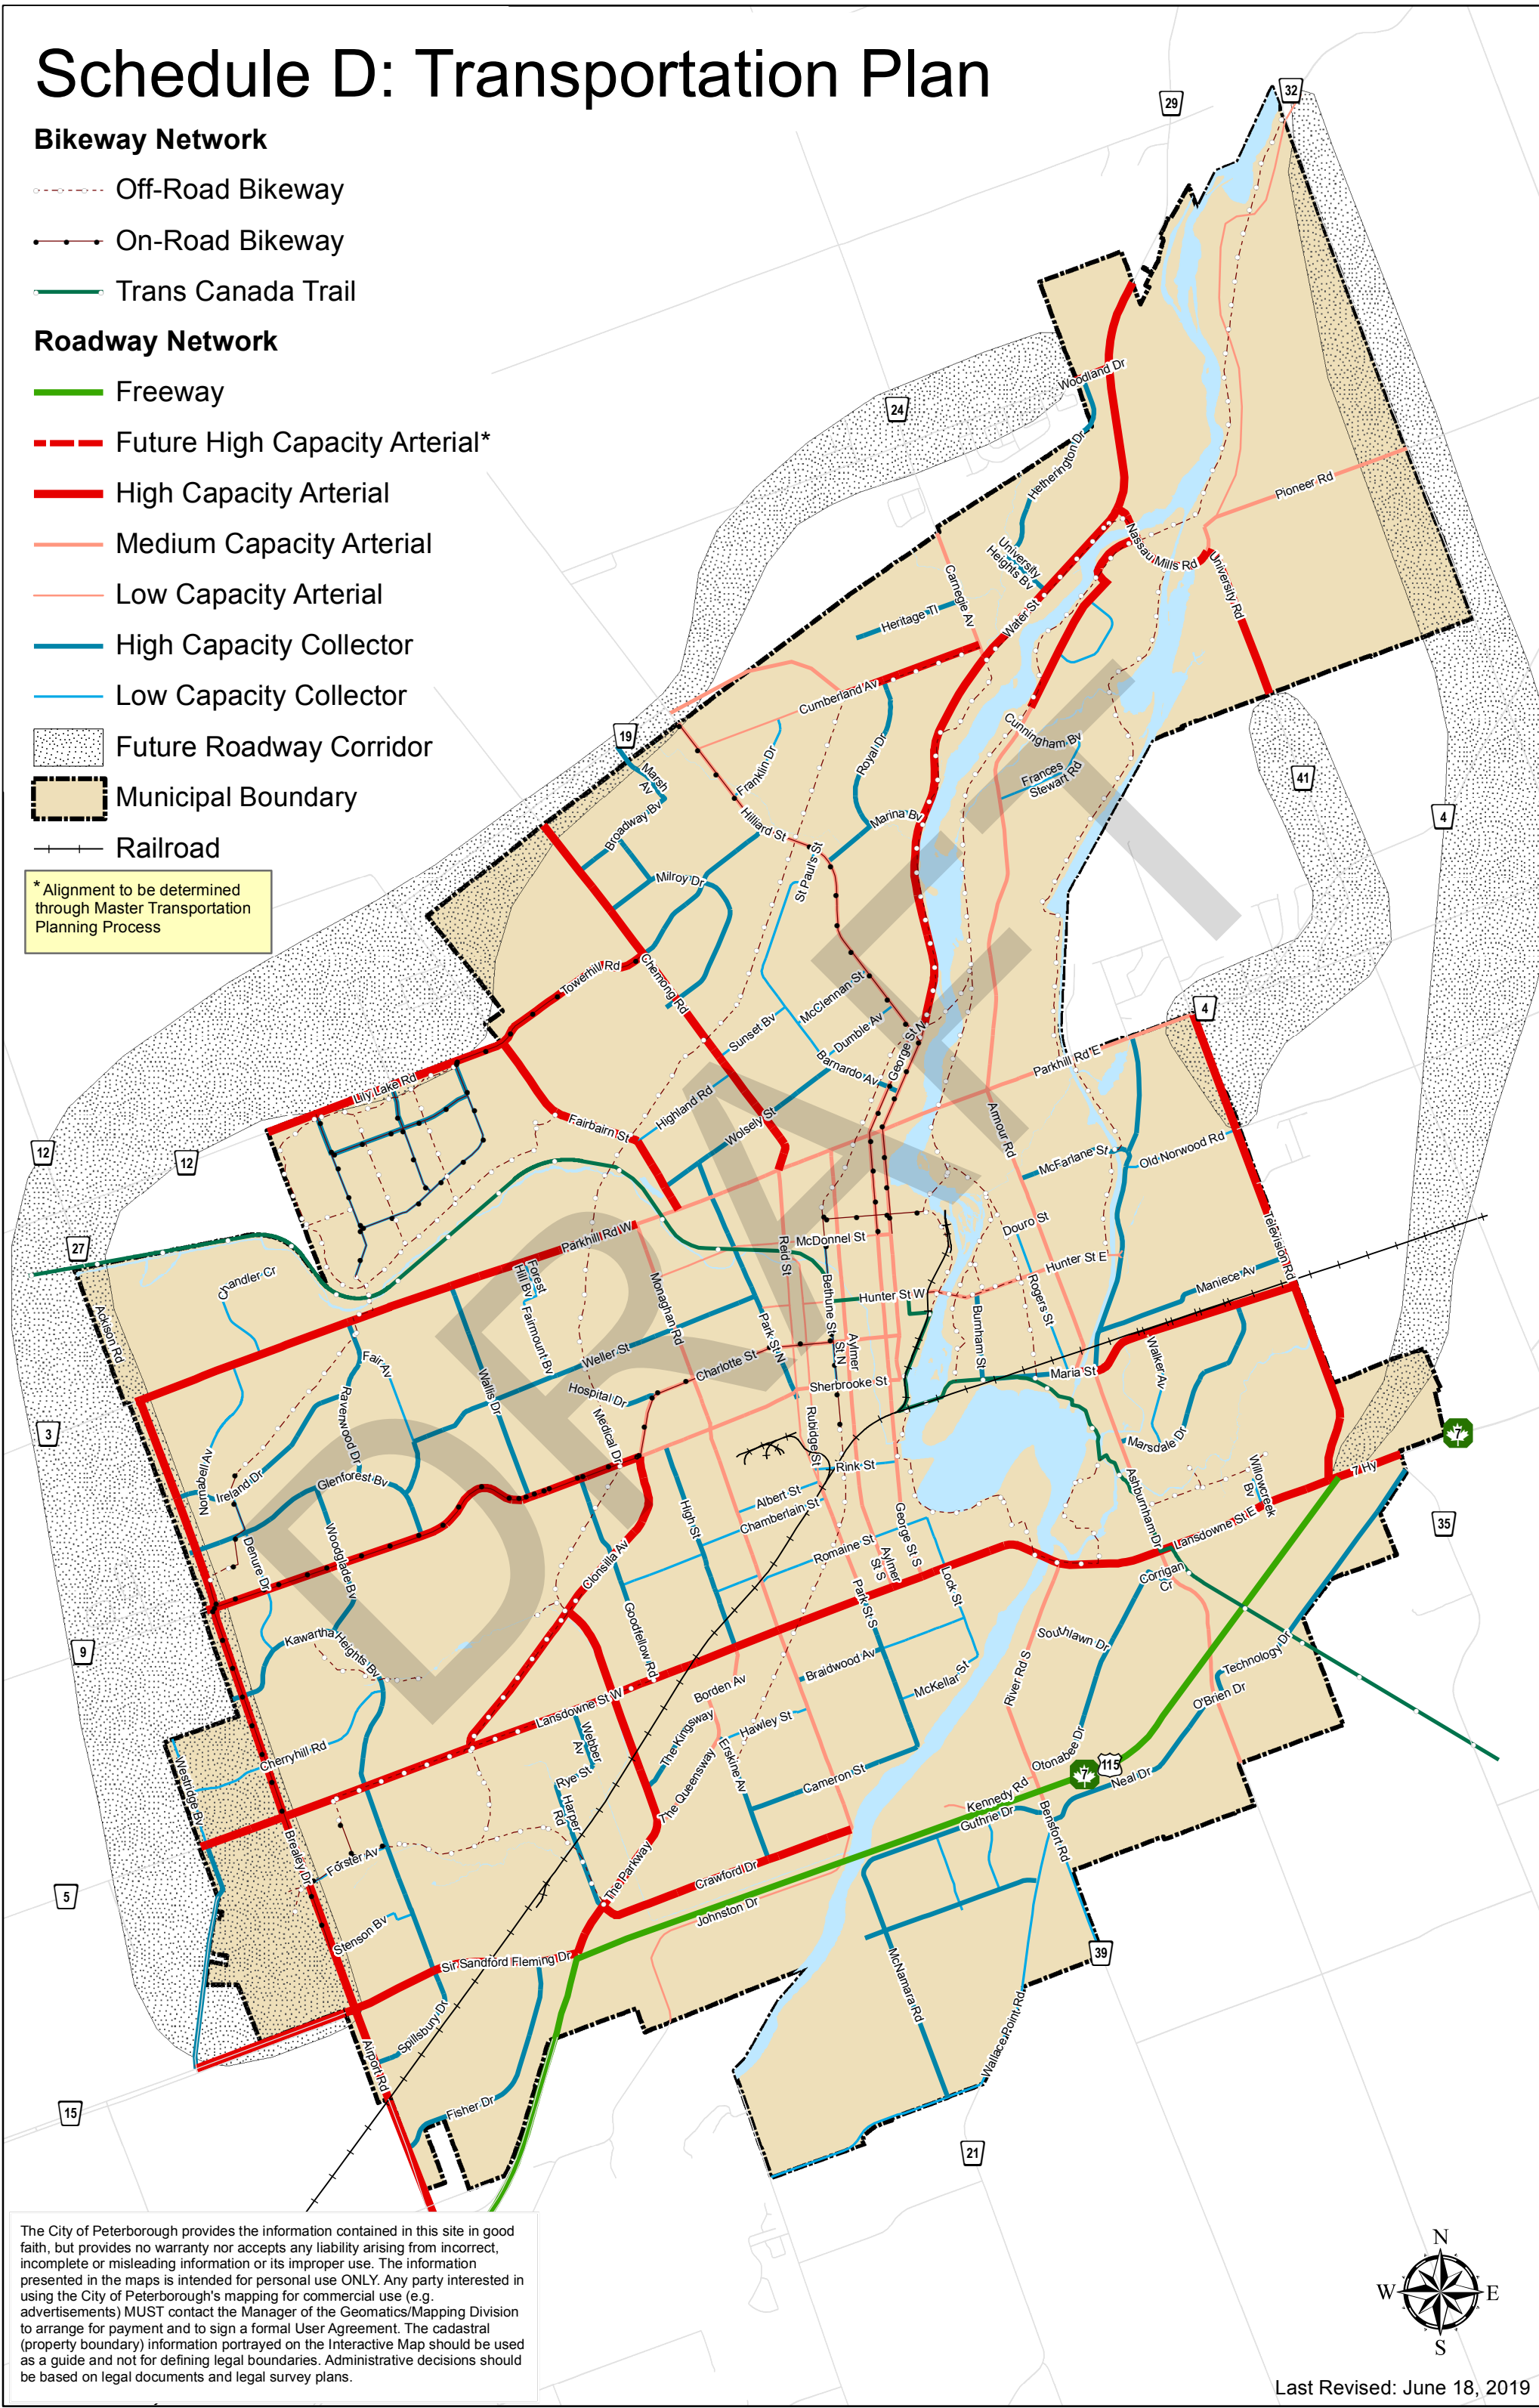 Schedule D: Transportation Plan
Bikeway Network
Off-Road Bikeway
On-Road Bikeway
Trans Canada Trail
Roadway Network
Freeway
Future High Capacity Arterial*
High Capacity Arterial
Medium Capacity Arterial
Low Capacity Arterial
High Capacity Collector
Low Capacity Collector
Future Roadway Corridor
Municipal Boundary
Railroad
* Alignment to be determined
through Master Transportation
Planning Process
32
29
24
Woodland Dr
Hetherington Dr
Pioneer Rd
Nassau Mills Rd
University
Heights Bv
University Rd
Carnegie Av
Heritage Tl
Water St
Cumberland Av
Cunningham Bv
19
Marsh
Av
Franklin Dr
Royal Dr
Frances
Stewart Rd
41
4
Broadway Bv
Hilliard St
Marina Bv
St Paul's St
Milroy Dr
Towerhill Rd
Chemong Rd
McClennan St
Sunset Bv
Dumble Av
George St N
Barnardo Av
4
Parkhill Rd E
Lily Lake Rd
Highland Rd
Fairbairn St
Wolsely St
Armour Rd
McFarlane St
Old Norwood Rd
12
12
27
Parkhill Rd W
McDonnel St
Douro St
Television Rd
Reid St
Hunter St E
Chandler Cr
Forest
Hill Bv
Monaghan Rd
Bethune St
Hunter St W
Rogers St
Maniece Av
Ackison Rd
Fairmount Bv
Park St N
Aylmer
St N
Burnham St
Fair Av
Weller St
Charlotte St
Walker Av
Maria St
Wallis Dr
Hospital Dr
Sherbrooke St
Ravenwood Dr
Medical Dr
Rubidge St
Marsdale Dr
3
7
Nornabell Av
Ireland Dr
Glenforest Bv
Rink St
Ashburnham Dr
Willowcreek
Bv
7 Hy
High St
Albert St
Chamberlain St
George St S
35
Denure Dr
Woodglade Bv
Clonsilla Av
Romaine St
Aylmer
St S
Lansdowne St E
Goodfellow Rd
Park St S
Lock St
Corrigan
Cr
9
Kawartha Heights Bv
Braidwood Av
Southlawn Dr
Technology Dr
McKellar St
River Rd S
Borden Av
Lansdowne St W
O'Brien Dr
Webber
Av
The Kingsway
Hawley St
Cherryhill Rd
Westridge Bv
Erskine Av
The Queensway
Otonabee Dr
115
7
Rye St
Cameron St
Kennedy Rd
Neal Dr
Harper
Rd
Guthrie Dr
Bensford Rd
Brealey Dr
Forster Av
The Parkway
Crawford Dr
5
Johnston Dr
Stenson Bv
39
Sir Sandford Fleming Dr
McNamara Rd
Wallace Point Rd
Spillsbury Dr
Airport Rd
15
Fisher Dr
21
DRAFT
The City of Peterborough provides the information contained in this site in good
faith, but provides no warranty nor accepts any liability arising from incorrect,
incomplete or misleading information or its improper use. The information
presented in the maps is intended for personal use ONLY. Any party interested in
using the City of Peterborough's mapping for commercial use (e.g.
advertisements) MUST contact the Manager of the Geomatics/Mapping Division
to arrange for payment and to sign a formal User Agreement. The cadastral
(property boundary) information portrayed on the Interactive Map should be used
as a guide and not for defining legal boundaries. Administrative decisions should
be based on legal documents and legal survey plans.
N
W
E
S
Last Revised: June 18, 2019